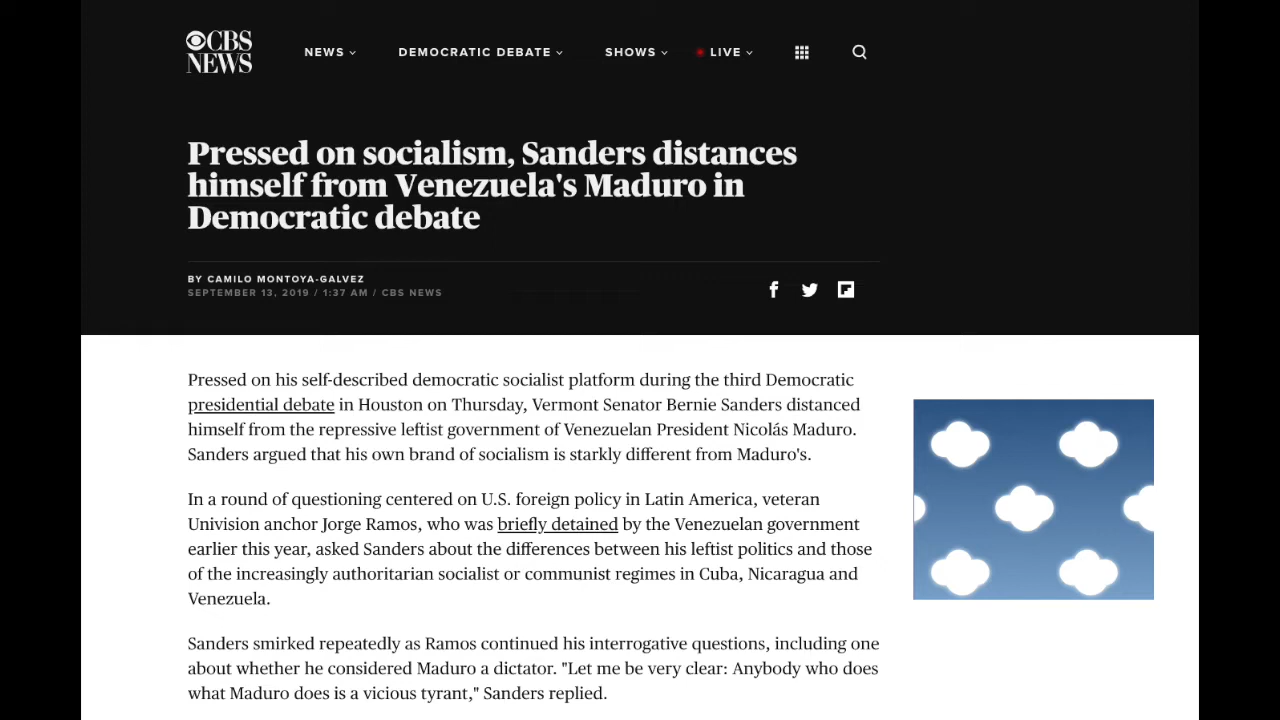 CBS NEWS
NEWS
DEMOCRATIC DEBATE
SHOWS
LIVE
Pressed on socialism, Sanders distances
himself from Venezuela's Maduro in
Democratic debate
BY CAMILO MONTOYA-GALVEZ
SEPTEMBER 13, 2019 / 1:37 AM / CBS NEWS
Pressed on his self-described democratic socialist platform during the third Democratic
presidential debate in Houston on Thursday, Vermont Senator Bernie Sanders distanced
himself from the repressive leftist government of Venezuelan President Nicolás Maduro.
Sanders argued that his own brand of socialism is starkly different from Maduro's.
In a round of questioning centered on U.S. foreign policy in Latin America, veteran
Univision anchor Jorge Ramos, who was briefly detained by the Venezuelan government
earlier this year, asked Sanders about the differences between his leftist politics and those
of the increasingly authoritarian socialist or communist regimes in Cuba, Nicaragua and
Venezuela.
Sanders smirked repeatedly as Ramos continued his interrogative questions, including one
about whether he considered Maduro a dictator. "Let me be very clear: Anybody who does
what Maduro does is a vicious tyrant," Sanders replied.